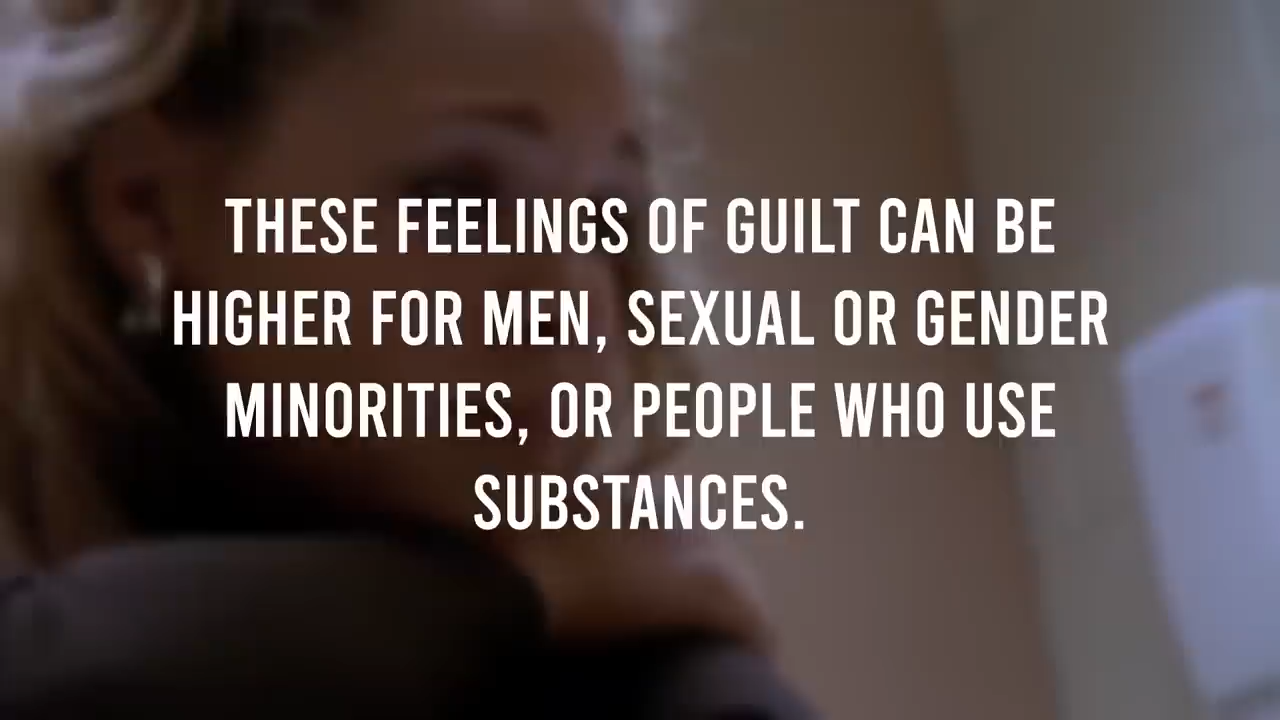 THESE FEELINGS OF GUILT CAN BE
HIGHER FOR MEN, SEXUAL OR GENDER
MINORITIES, OR PEOPLE WHO USE
SUBSTANCES.